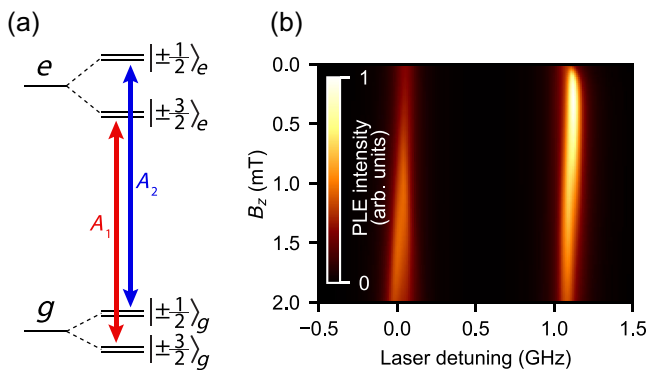 (a)
e
|±1/2⟩e
|±3/2⟩e
A2
A1
g
|±1/2⟩g
|±3/2⟩g
(b)
0.0
0.5
1.0
1.5
2.0
Bz (mT)
1
0
PLE intensity
(arb. units)
−0.5
0.0
0.5
1.0
1.5
Laser detuning (GHz)